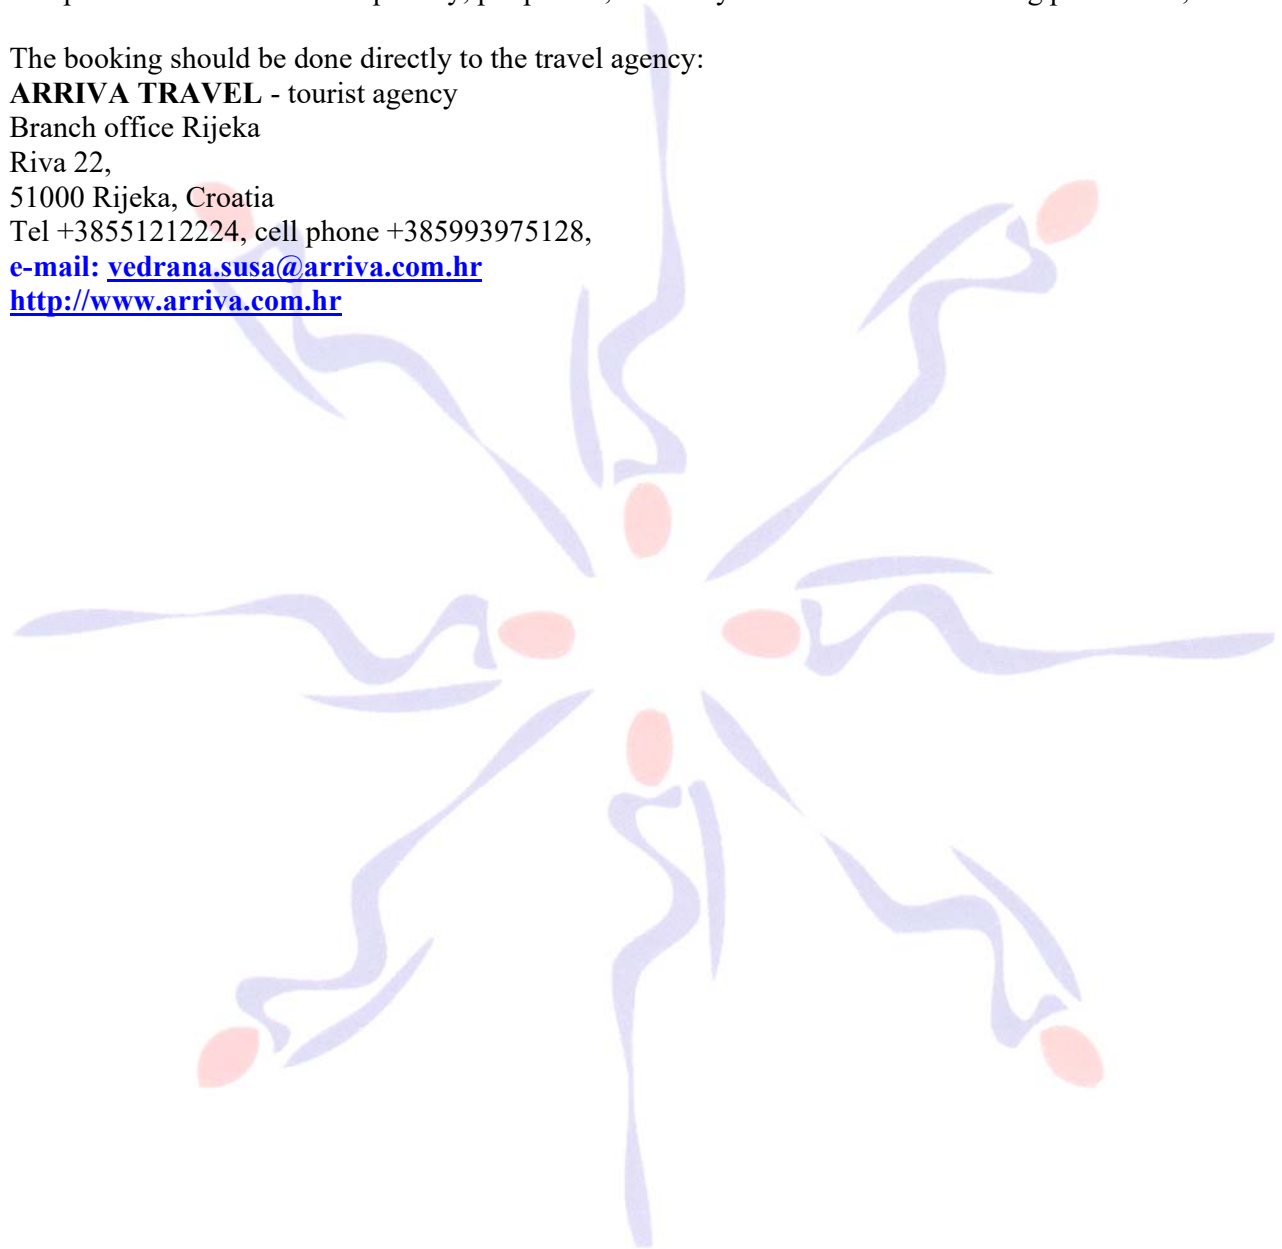 The booking should be done directly to the travel agency:
ARRIVA TRAVEL - tourist agency
Branch office Rijeka
Riva 22,
51000 Rijeka, Croatia
Tel +38551212224, cell phone +385993975128,
e-mail: vedrana.susa@arriva.com.hr
http://www.arriva.com.hr